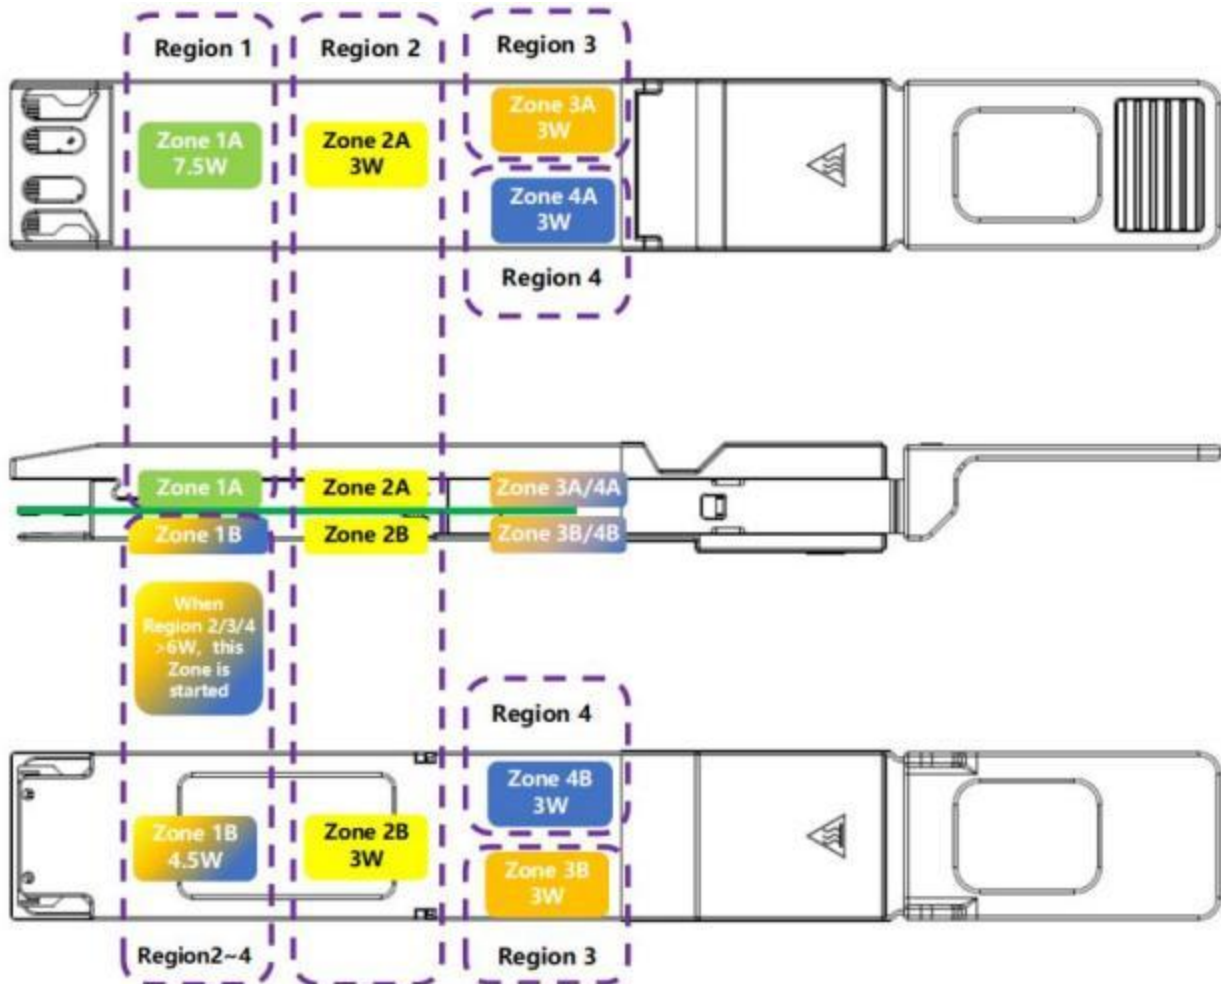 Region 1
Region 2
Region 3
Zone 1A
7.5W
Zone 2A
3W
Zone 3A
3W
Zone 4A
3W
Region 4
Zone 1A
Zone 2A
Zone 3A/4A
Zone 1B
Zone 2B
Zone 3B/4B
When
Region 2/3/4
>6W, this
Zone is
started
Region 4
Zone 4B
3W
Zone 1B
4.5W
Zone 2B
3W
Zone 3B
3W
Region2~4
Region 3